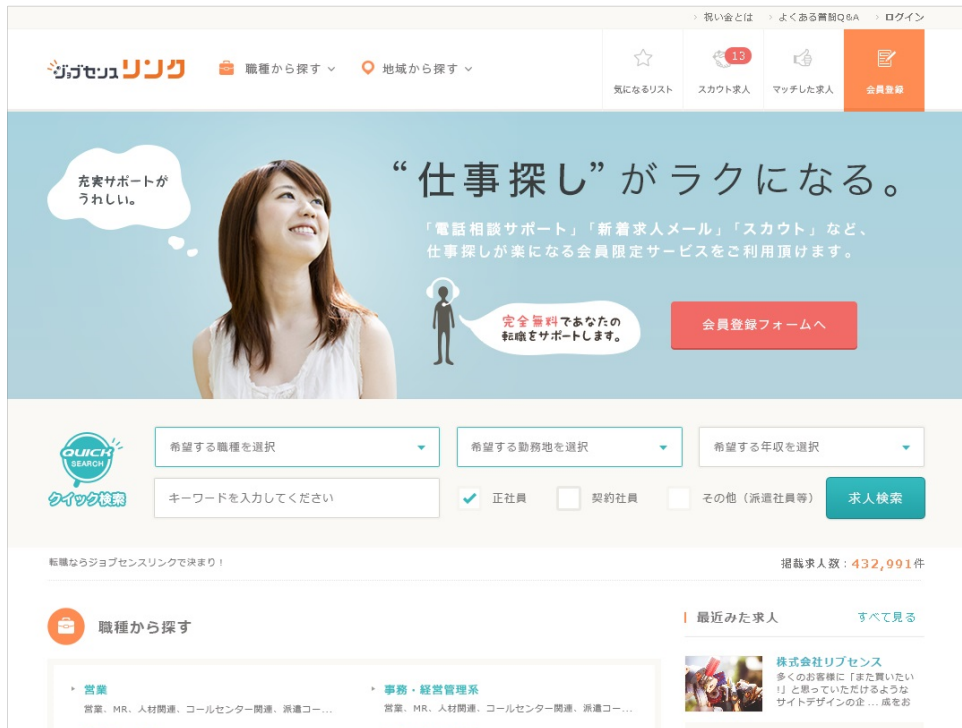 祝い金とは
よくある質問Q&A
ログイン
ジョブセンスリンク
職種から探す
地域から探す
気になるリスト
13
スカウト求人
マッチした求人
会員登録
充実サポートが
うれしい。
“仕事探し”がラクになる。
「電話相談サポート」「新着求人メール」「スカウト」など、
仕事探しが楽になる会員限定サービスをご利用頂けます。
完全無料であなたの
転職をサポートします。
会員登録フォームへ
QUICK
SEARCH
クイック検索
希望する職種を選択
希望する勤務地を選択
希望する年収を選択
キーワードを入力してください
正社員
契約社員
その他（派遣社員等）
求人検索
転職ならジョブセンスリンクで決まり！
掲載求人数：432,991件
職種から探す
最近みた求人
すべて見る
営業
営業、MR、人材関連、コールセンター関連、派遣コー...
事務・経営管理系
営業、MR、人材関連、コールセンター関連、派遣コー...
株式会社リブセンス
多くのお客様に「また買いたい
!」と思っていただけるような
サイトデザインの企 ... 成をお